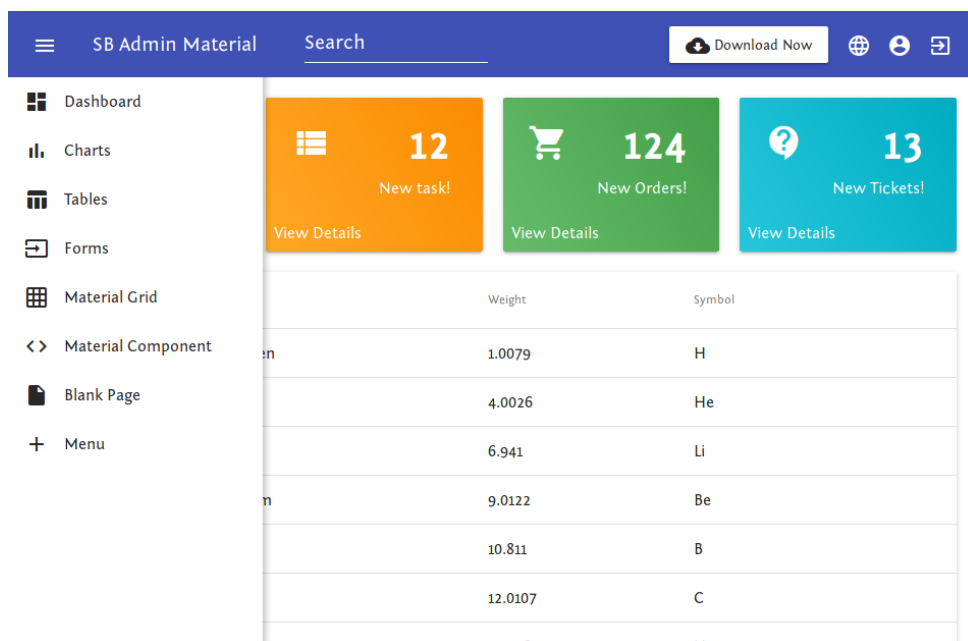 SB Admin Material
Search
Download Now
Dashboard
Charts
Tables
Forms
Material Grid
Material Component
Blank Page
Menu
12
New task!
View Details
124
New Orders!
View Details
13
New Tickets!
View Details
Weight Symbol
en 1.0079 H
4.0026 He
6.941 Li
m 9.0122 Be
10.811 B
12.0107 C